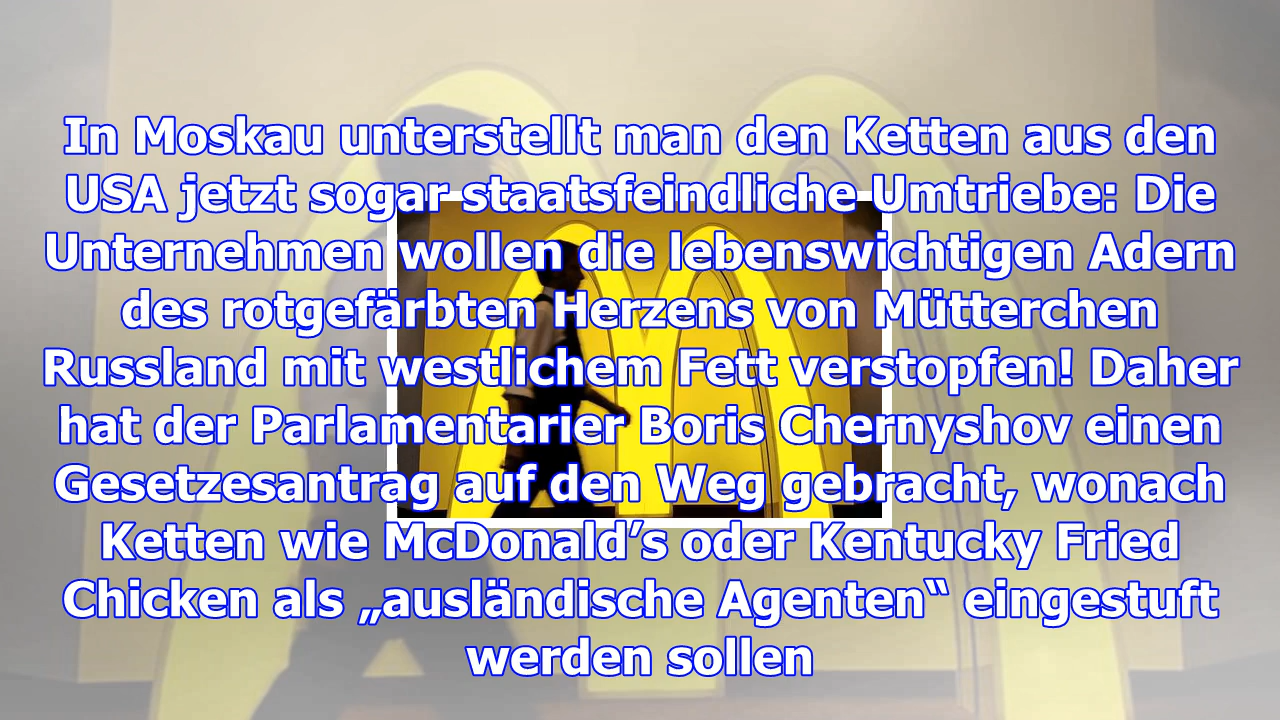 In Moskau unterstellt man den Ketten aus den
USA jetzt sogar staatsfeindliche Umtriebe: Die
Unternehmen wollen die lebenswichtigen Adern
des rotgefärbten Herzens von Mütterchen
Russland mit westlichem Fett verstopfen! Daher
hat der Parlamentarier Boris Chernyshov einen
Gesetzesantrag auf den Weg gebracht, wonach
Ketten wie McDonald’s oder Kentucky Fried
Chicken als „ausländische Agenten“ eingestuft
werden sollen